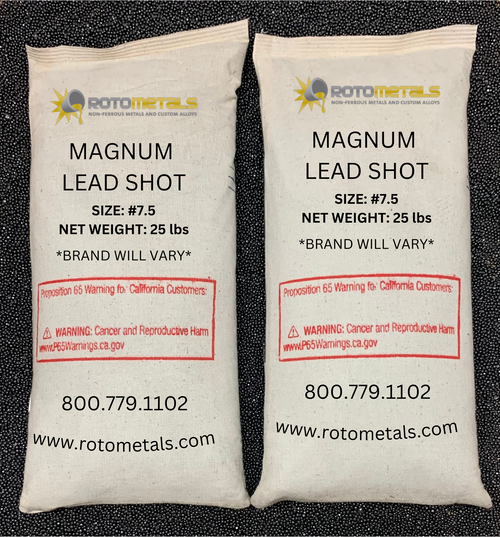 ROTOMETALS
NON-FERROUS METALS AND CUSTOM ALLOYS
MAGNUM
LEAD SHOT
SIZE: #7.5
NET WEIGHT: 25 lbs
*BRAND WILL VARY*
Proposition 65 Warning for California Customers:
⚠ WARNING: Cancer and Reproductive Harm
www.P65Warnings.ca.gov
800.779.1102
www.rotometals.com
ROTOMETALS
NON-FERROUS METALS AND CUSTOM ALLOYS
MAGNUM
LEAD SHOT
SIZE: #7.5
NET WEIGHT: 25 lbs
*BRAND WILL VARY*
Proposition 65 Warning for California Customers:
⚠ WARNING: Cancer and Reproductive Harm
www.P65Warnings.ca.gov
800.779.1102
www.rotometals.com